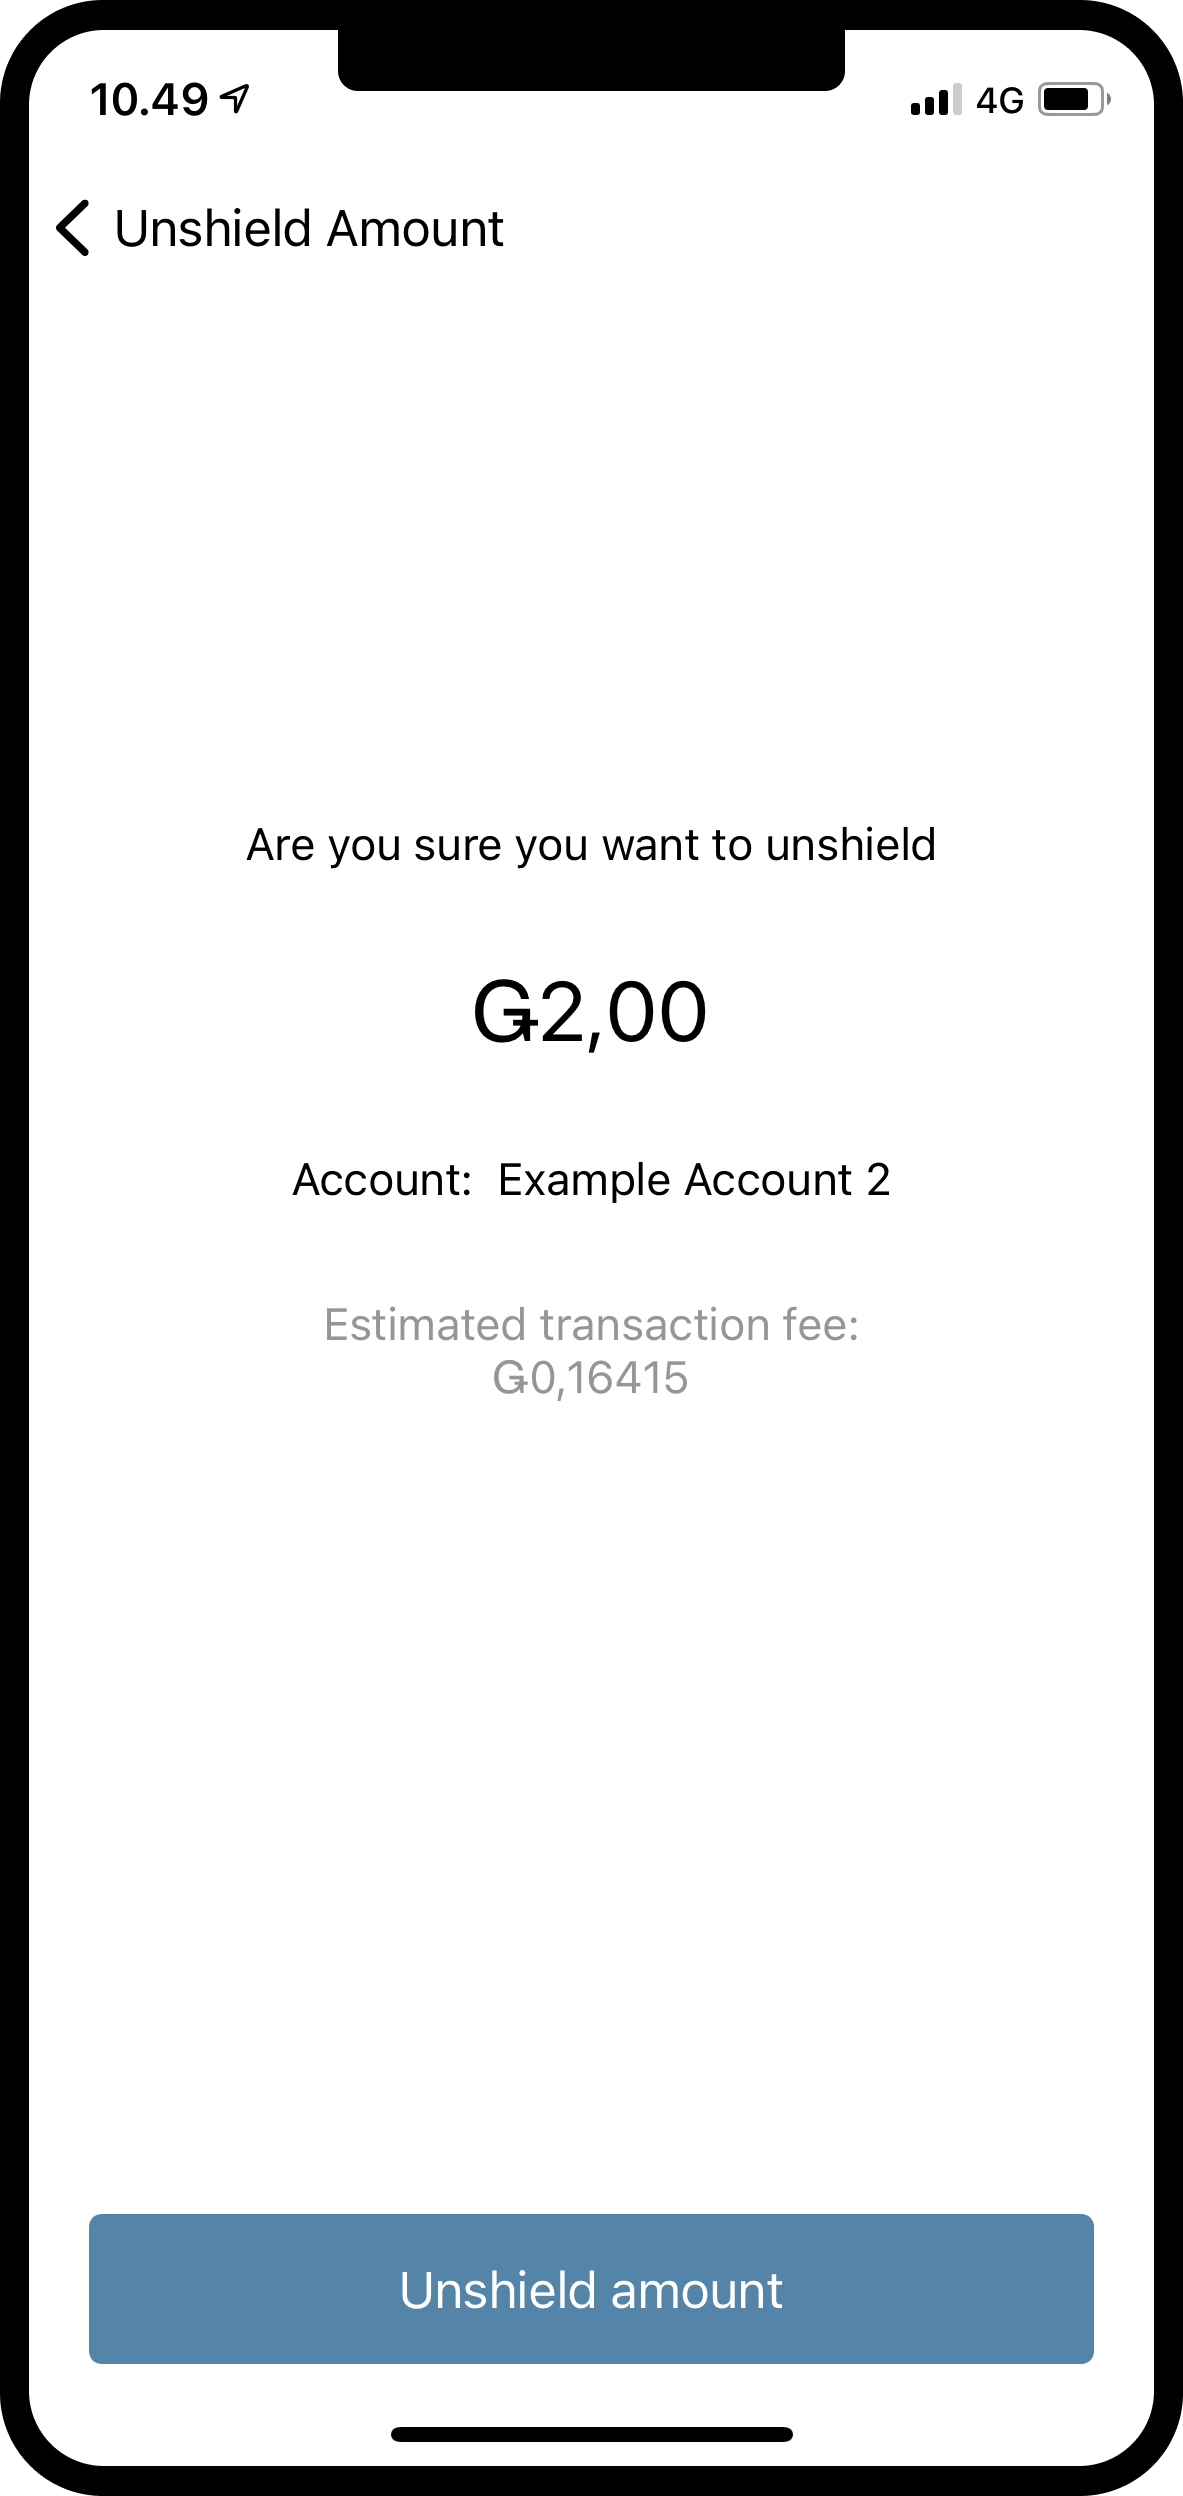 10.49
4G
Unshield Amount
Are you sure you want to unshield
Ǥ2,00
Account: Example Account 2
Estimated transaction fee:
Ǥ0,16415
Unshield amount